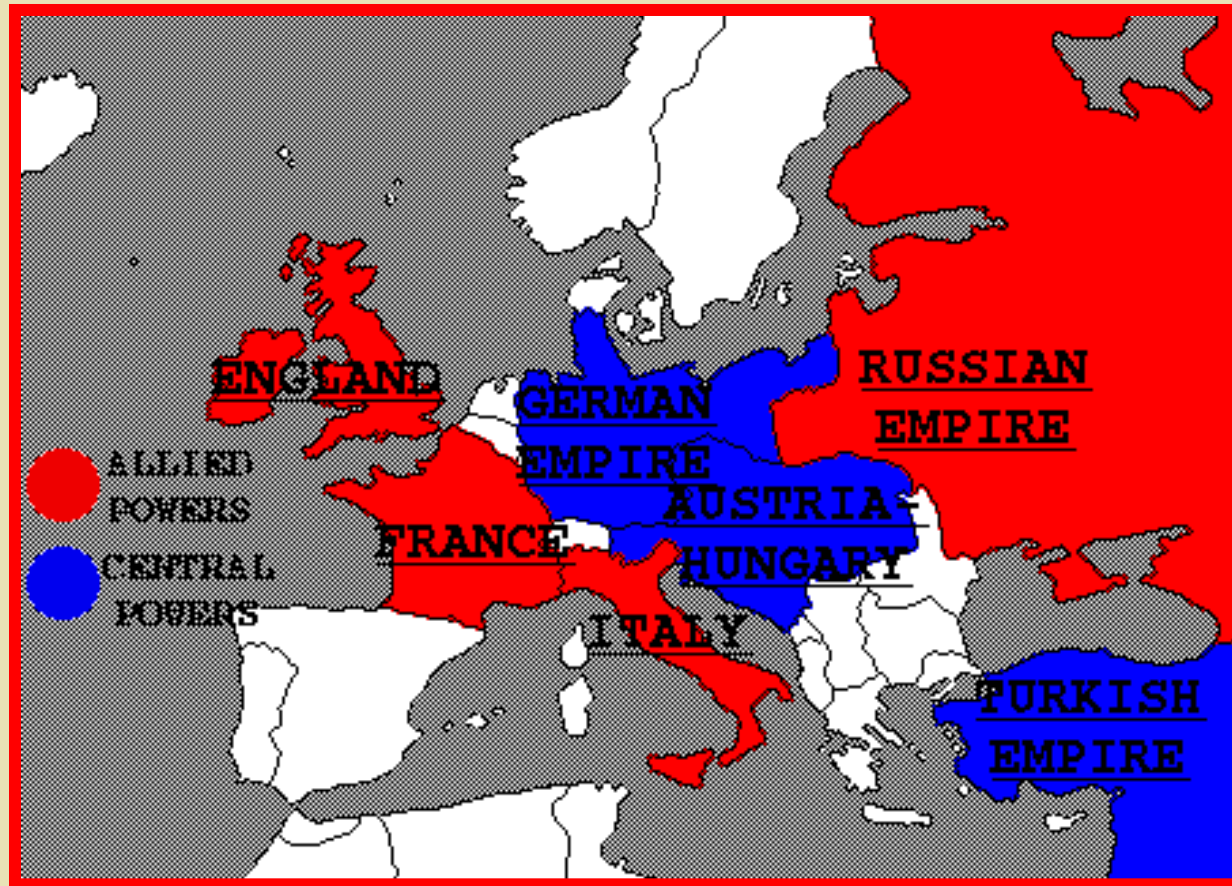 ENGLAND
GERMAN
EMPIRE
RUSSIAN
EMPIRE
ALLIED
POWERS
CENTRAL
POWERS
FRANCE
AUSTRIA-
HUNGARY
ITALY
TURKISH
EMPIRE